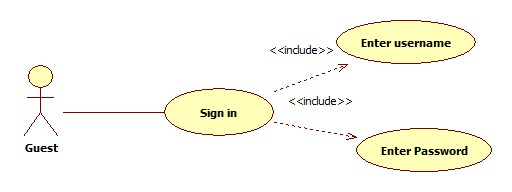 Enter username
<<include>>
<<include>>
Sign in
Guest
Enter Password